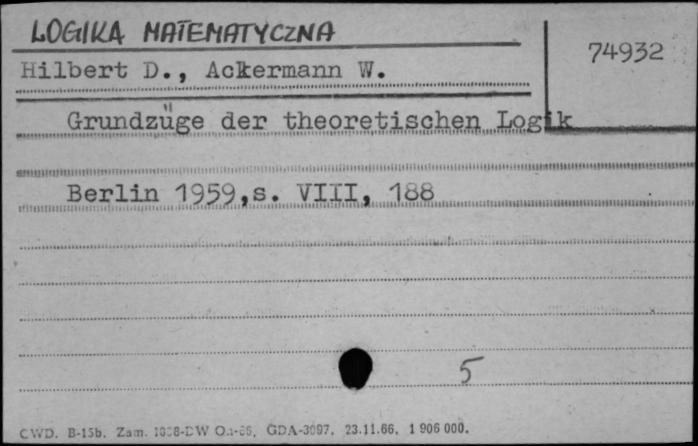 LOGIKA MATEMATYCZNA
74932
Hilbert D., Ackermann W.
Grundzüge der theoretischen Logik
Berlin 1959,s. VIII, 188
5
CWD. B-15b. Zam. GDA-3097. 23.11.66. 1 906 000.